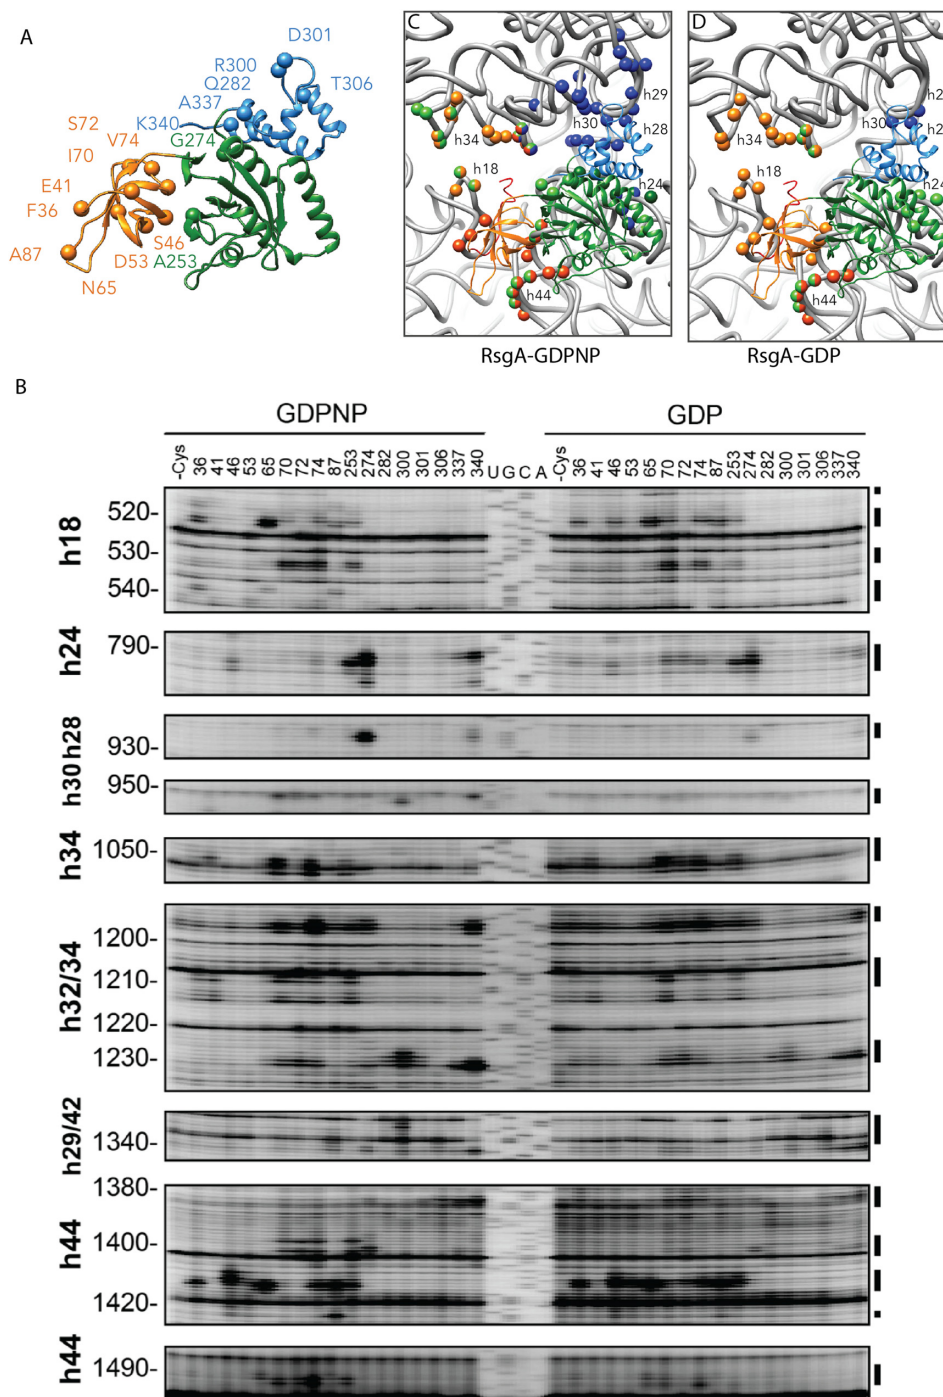 A
D301
R300
Q282
T306
A337
K340
S72
G274
V74
I70
E41
F36
S46
A87
D53
A253
N65
C
h29
h30
h28
h34
h18
h24
h44
RsgA-GDPNP
D
h2
h30
h2
h34
h18
h24
h44
RsgA-GDP
B
GDPNP
GDP
-Cys 36 41 46 53 65 70 72 74 87 253 274 282 300 301 306 337 340 U G C A -Cys 36 41 46 53 65 70 72 74 87 253 274 282 300 301 306 337 340
h18
520-
530-
540-
h24
790-
h28
930-
h30
950-
h34
1050-
h32/34
1200-
1210-
1220-
1230-
h29/42
1340-
h44
1380-
1400-
1420-
h44
1490-